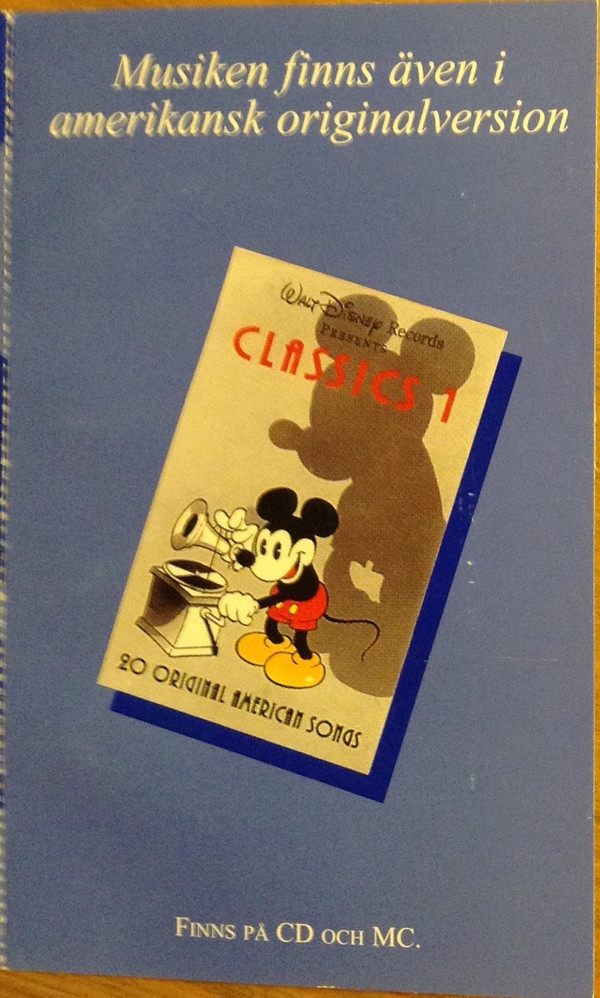 Musiken finns även i
amerikansk originalversion
WALT DISNEY Records
PRESENTS
CLASSICS 1
20 ORIGINAL AMERICAN SONGS
FINNS PÅ CD OCH MC.